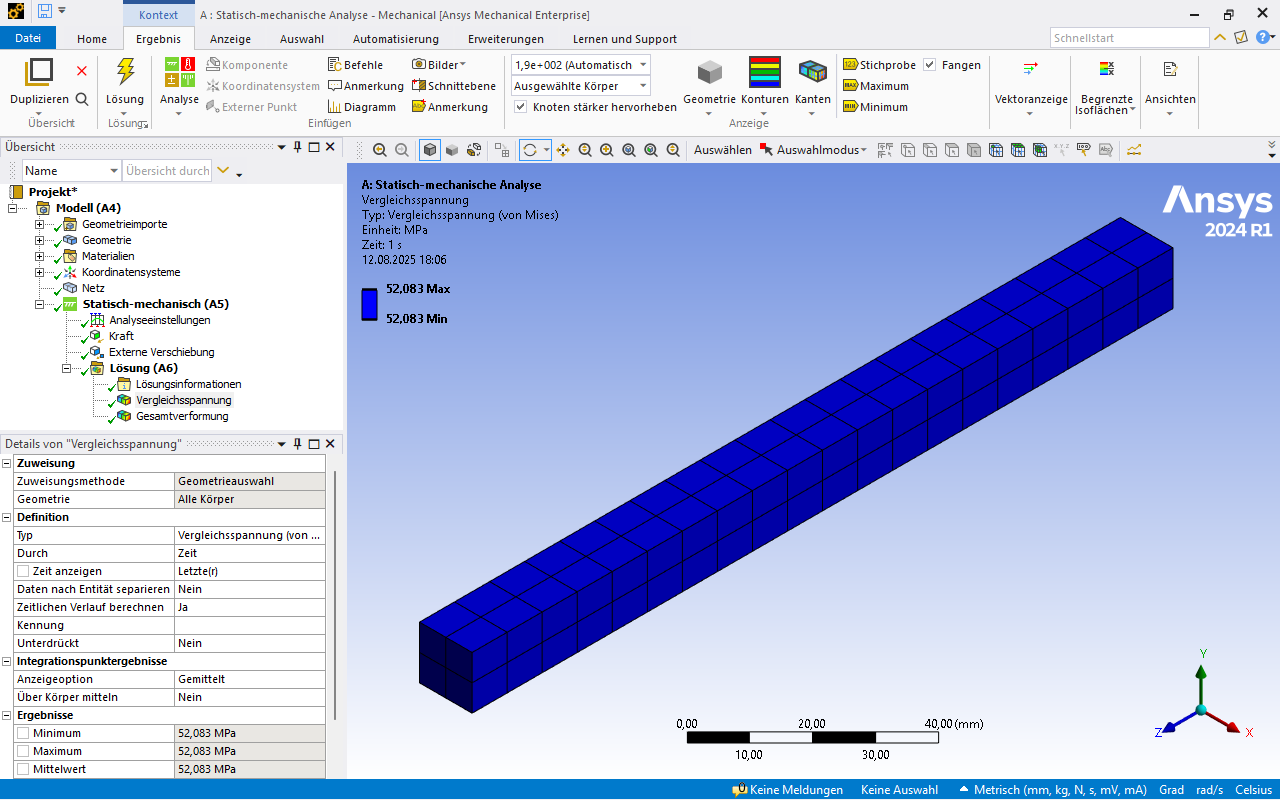 Kontext
A : Statisch-mechanische Analyse - Mechanical [Ansys Mechanical Enterprise]
Datei Home Ergebnis Anzeige Auswahl Automatisierung Erweiterungen Lernen und Support
Schnellstart
Duplizieren
Übersicht
Lösung
Lösung
Analyse
Komponente
Koordinatensystem
Externer Punkt
Befehle
Anmerkung
Diagramm
Bilder
Schnittebene
Anmerkung
Einfügen
1,9e+002 (Automatisch
Ausgewählte Körper
Knoten stärker hervorheben
Geometrie
Konturen
Kanten
Anzeige
Stichprobe
Fangen
Maximum
Minimum
Vektoranzeige
Begrenzte
Isoflächen
Ansichten
Übersicht
Name
Übersicht durch
Auswählen Auswahlmodus
Projekt*
Modell (A4)
Geometrieimporte
Geometrie
Materialien
Koordinatensysteme
Netz
Statisch-mechanisch (A5)
Analyseeinstellungen
Kraft
Externe Verschiebung
Lösung (A6)
Lösungsinformationen
Vergleichsspannung
Gesamtverformung
Details von "Vergleichsspannung"
Zuweisung
Zuweisungsmethode Geometrieauswahl
Geometrie Alle Körper
Definition
Typ Vergleichsspannung (von ...
Durch Zeit
Zeit anzeigen Letzte(r)
Daten nach Entität separieren Nein
Zeitlichen Verlauf berechnen Ja
Kennung
Unterdrückt Nein
Integrationspunktergebnisse
Anzeigeoption Gemittelt
Über Körper mitteln Nein
Ergebnisse
Minimum 52,083 MPa
Maximum 52,083 MPa
Mittelwert 52,083 MPa
A: Statisch-mechanische Analyse
Vergleichsspannung
Typ: Vergleichsspannung (von Mises)
Einheit: MPa
Zeit: 1 s
12.08.2025 18:06
52,083 Max
52,083 Min
Ansys
2024 R1
0,00 20,00 40,00 (mm)
10,00 30,00
Y
Z
X
Keine Meldungen Keine Auswahl Metrisch (mm, kg, N, s, mV, mA) Grad rad/s Celsius